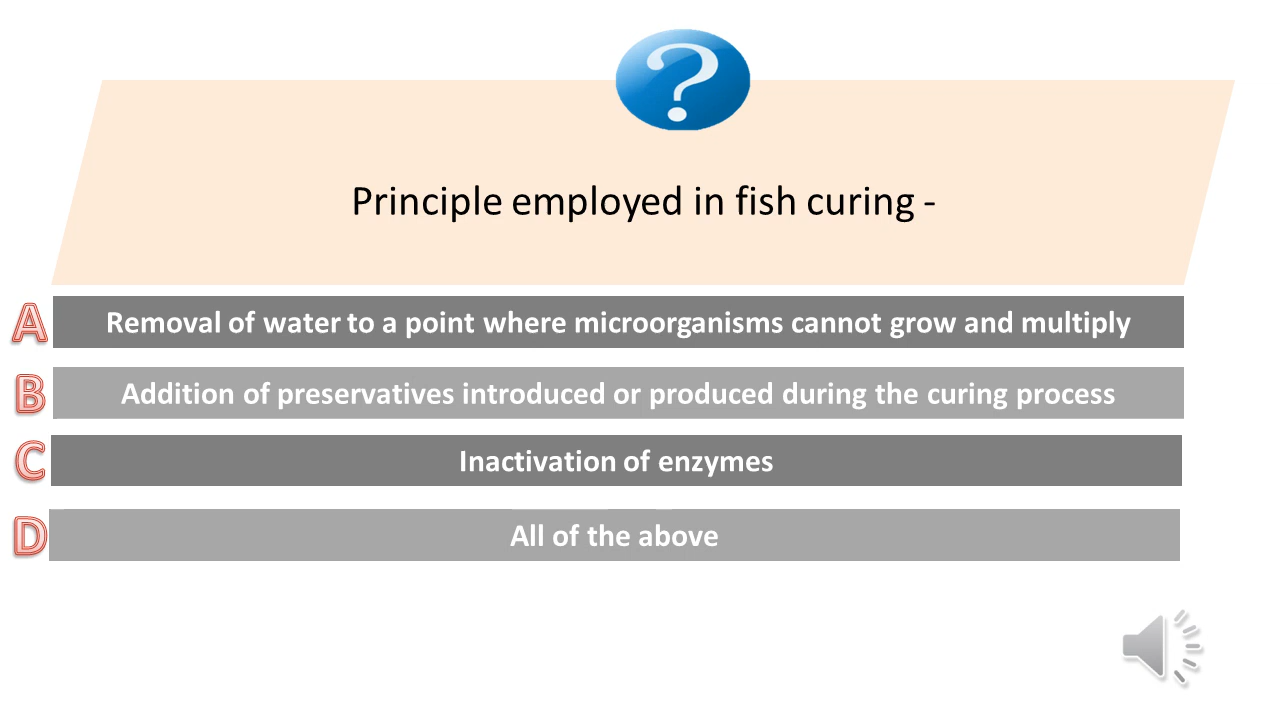 ?
Principle employed in fish curing -
A Removal of water to a point where microorganisms cannot grow and multiply
B Addition of preservatives introduced or produced during the curing process
C Inactivation of enzymes
D All of the above